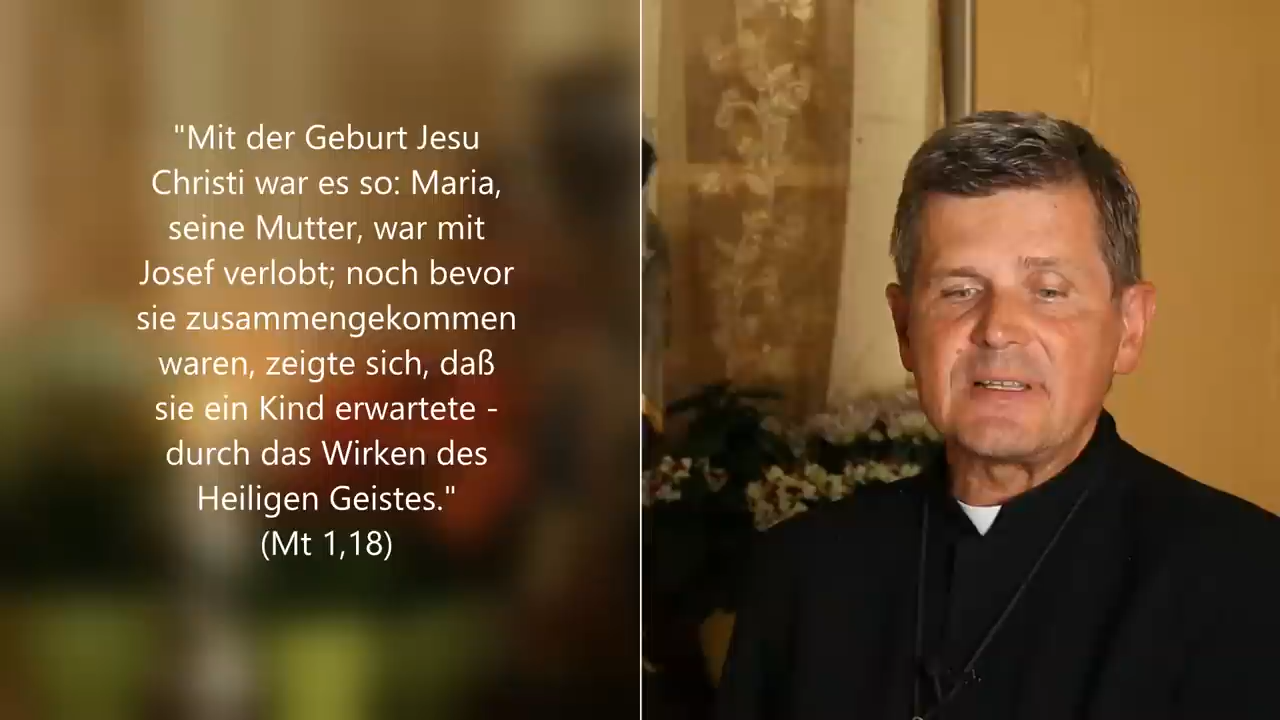 "Mit der Geburt Jesu
Christi war es so: Maria,
seine Mutter, war mit
Josef verlobt; noch bevor
sie zusammengekommen
waren, zeigte sich, daß
sie ein Kind erwartete -
durch das Wirken des
Heiligen Geistes."
(Mt 1,18)